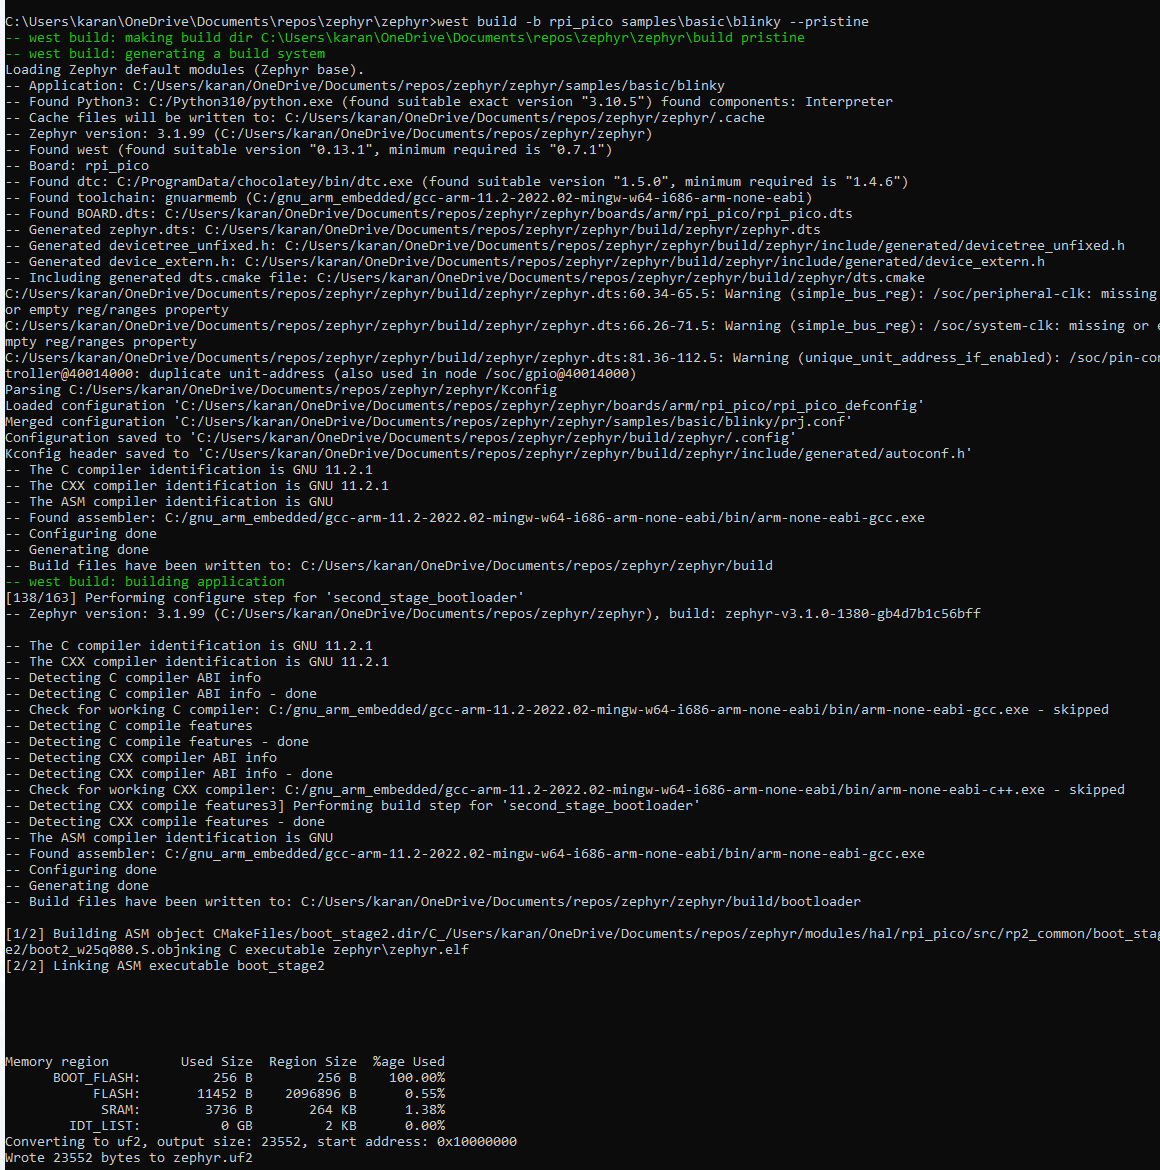 C:\Users\karan\OneDrive\Documents\repos\zephyr\zephyr>west build -b rpi_pico samples\basic\blinky --pristine
-- west build: making build dir C:\Users\karan\OneDrive\Documents\repos\zephyr\zephyr\build pristine
-- west build: generating a build system
Loading Zephyr default modules (Zephyr base).
-- Application: C:/Users/karan/OneDrive/Documents/repos/zephyr/zephyr/samples/basic/blinky
-- Found Python3: C:/Python310/python.exe (found suitable exact version "3.10.5") found components: Interpreter
-- Cache files will be written to: C:/Users/karan/OneDrive/Documents/repos/zephyr/zephyr/.cache
-- Zephyr version: 3.1.99 (C:/Users/karan/OneDrive/Documents/repos/zephyr/zephyr)
-- Found west (found suitable version "0.13.1", minimum required is "0.7.1")
-- Board: rpi_pico
-- Found dtc: C:/ProgramData/chocolatey/bin/dtc.exe (found suitable version "1.5.0", minimum required is "1.4.6")
-- Found toolchain: gnuarmemb (C:/gnu_arm_embedded/gcc-arm-11.2-2022.02-mingw-w64-i686-arm-none-eabi)
-- Found BOARD.dts: C:/Users/karan/OneDrive/Documents/repos/zephyr/zephyr/boards/arm/rpi_pico/rpi_pico.dts
-- Generated zephyr.dts: C:/Users/karan/OneDrive/Documents/repos/zephyr/zephyr/build/zephyr/zephyr.dts
-- Generated devicetree_unfixed.h: C:/Users/karan/OneDrive/Documents/repos/zephyr/zephyr/build/zephyr/include/generated/devicetree_unfixed.h
-- Generated device_extern.h: C:/Users/karan/OneDrive/Documents/repos/zephyr/zephyr/build/zephyr/include/generated/device_extern.h
-- Including generated dts.cmake file: C:/Users/karan/OneDrive/Documents/repos/zephyr/zephyr/build/zephyr/dts.cmake
C:/Users/karan/OneDrive/Documents/repos/zephyr/zephyr/build/zephyr/zephyr.dts:60.34-65.5: Warning (simple_bus_reg): /soc/peripheral-clk: missing
or empty reg/ranges property
C:/Users/karan/OneDrive/Documents/repos/zephyr/zephyr/build/zephyr/zephyr.dts:66.26-71.5: Warning (simple_bus_reg): /soc/system-clk: missing or e
mpty reg/ranges property
C:/Users/karan/OneDrive/Documents/repos/zephyr/zephyr/build/zephyr/zephyr.dts:81.36-112.5: Warning (unique_unit_address_if_enabled): /soc/pin-con
troller@40014000: duplicate unit-address (also used in node /soc/gpio@40014000)
Parsing C:/Users/karan/OneDrive/Documents/repos/zephyr/zephyr/Kconfig
Loaded configuration 'C:/Users/karan/OneDrive/Documents/repos/zephyr/zephyr/boards/arm/rpi_pico/rpi_pico_defconfig'
Merged configuration 'C:/Users/karan/OneDrive/Documents/repos/zephyr/zephyr/samples/basic/blinky/prj.conf'
Configuration saved to 'C:/Users/karan/OneDrive/Documents/repos/zephyr/zephyr/build/zephyr/.config'
Kconfig header saved to 'C:/Users/karan/OneDrive/Documents/repos/zephyr/zephyr/build/zephyr/include/generated/autoconf.h'
-- The C compiler identification is GNU 11.2.1
-- The CXX compiler identification is GNU 11.2.1
-- The ASM compiler identification is GNU
-- Found assembler: C:/gnu_arm_embedded/gcc-arm-11.2-2022.02-mingw-w64-i686-arm-none-eabi/bin/arm-none-eabi-gcc.exe
-- Configuring done
-- Generating done
-- Build files have been written to: C:/Users/karan/OneDrive/Documents/repos/zephyr/zephyr/build
-- west build: building application
[138/163] Performing configure step for 'second_stage_bootloader'
-- Zephyr version: 3.1.99 (C:/Users/karan/OneDrive/Documents/repos/zephyr/zephyr), build: zephyr-v3.1.0-1380-gb4d7b1c56bff
-- The C compiler identification is GNU 11.2.1
-- The CXX compiler identification is GNU 11.2.1
-- Detecting C compiler ABI info
-- Detecting C compiler ABI info - done
-- Check for working C compiler: C:/gnu_arm_embedded/gcc-arm-11.2-2022.02-mingw-w64-i686-arm-none-eabi/bin/arm-none-eabi-gcc.exe - skipped
-- Detecting C compile features
-- Detecting C compile features - done
-- Detecting CXX compiler ABI info
-- Detecting CXX compiler ABI info - done
-- Check for working CXX compiler: C:/gnu_arm_embedded/gcc-arm-11.2-2022.02-mingw-w64-i686-arm-none-eabi/bin/arm-none-eabi-c++.exe - skipped
-- Detecting CXX compile features3] Performing build step for 'second_stage_bootloader'
-- Detecting CXX compile features - done
-- The ASM compiler identification is GNU
-- Found assembler: C:/gnu_arm_embedded/gcc-arm-11.2-2022.02-mingw-w64-i686-arm-none-eabi/bin/arm-none-eabi-gcc.exe
-- Configuring done
-- Generating done
-- Build files have been written to: C:/Users/karan/OneDrive/Documents/repos/zephyr/zephyr/build/bootloader
[1/2] Building ASM object CMakeFiles/boot_stage2.dir/C_/Users/karan/OneDrive/Documents/repos/zephyr/modules/hal/rpi_pico/src/rp2_common/boot_stag
e2/boot2_w25q080.S.objnking C executable zephyr\zephyr.elf
[2/2] Linking ASM executable boot_stage2
Memory region         Used Size  Region Size  %age Used
BOOT_FLASH:         256 B        256 B    100.00%
FLASH:       11452 B    2096896 B      0.55%
SRAM:        3736 B       264 KB      1.38%
IDT_LIST:          0 GB         2 KB      0.00%
Converting to uf2, output size: 23552, start address: 0x10000000
Wrote 23552 bytes to zephyr.uf2